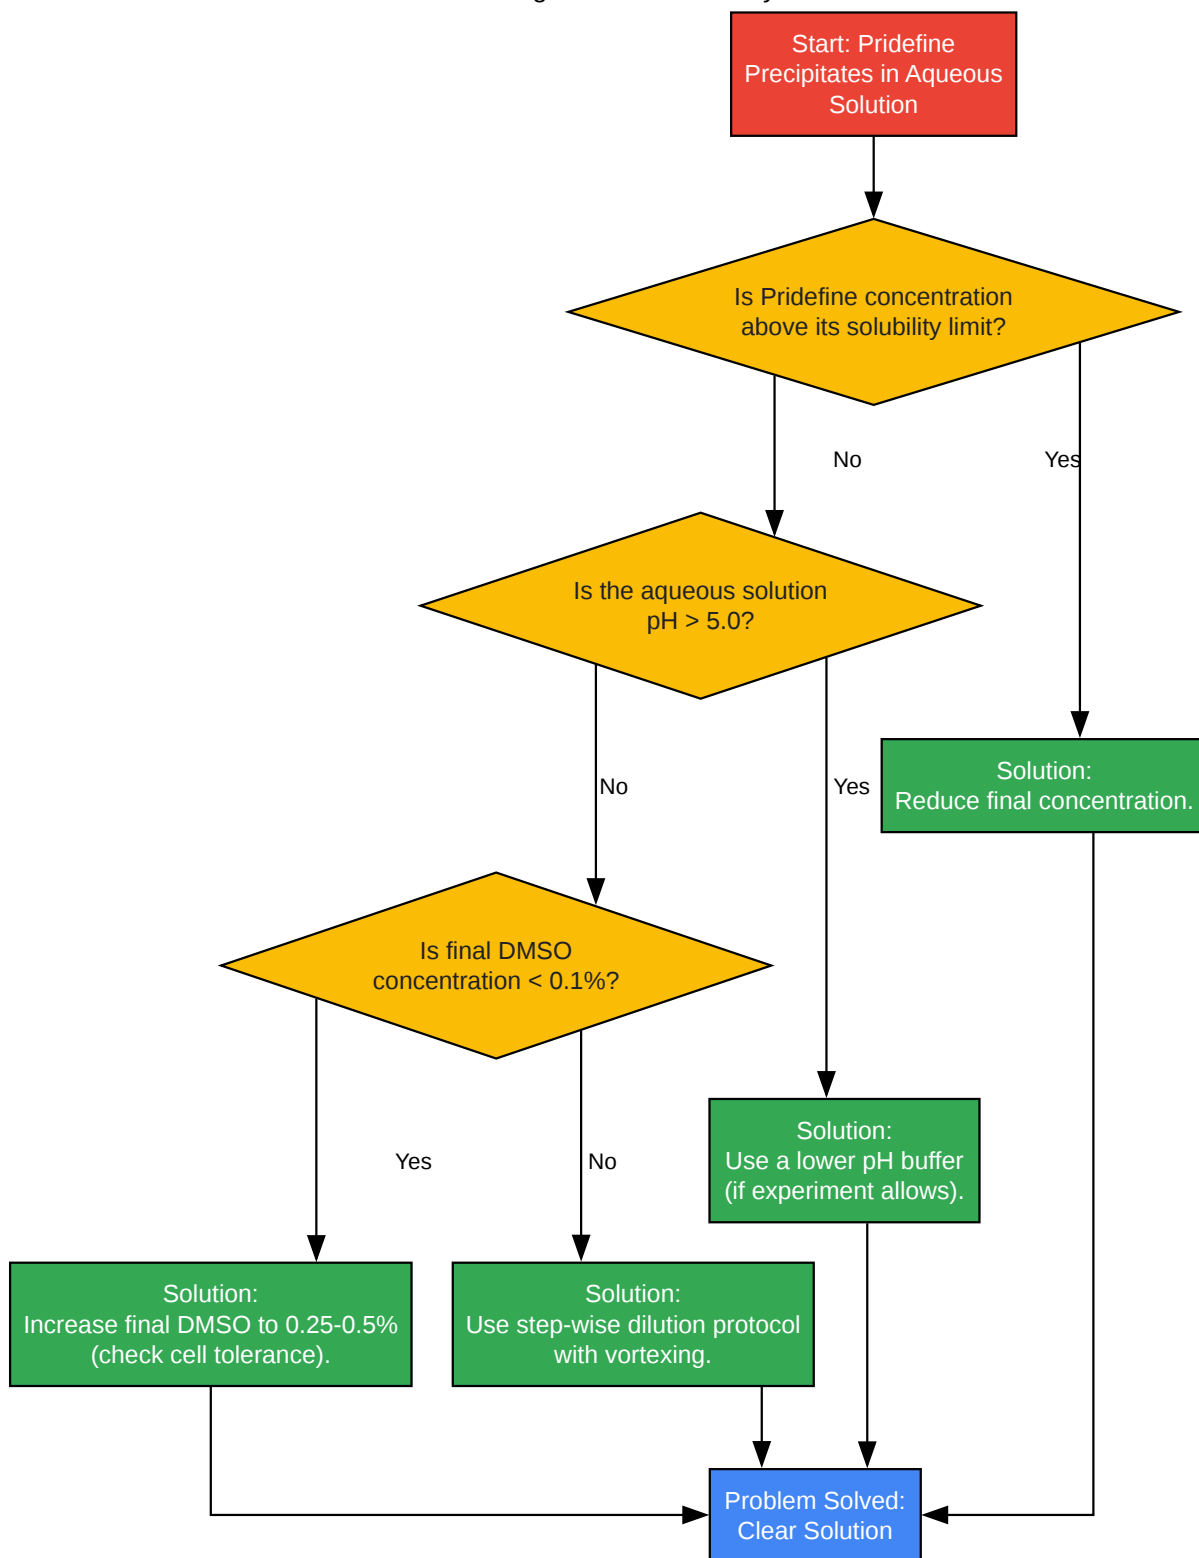 Start: Pridefine
Precipitates in Aqueous
Solution
Is Pridefine concentration
above its solubility limit?
No
Yes
Is the aqueous solution
pH > 5.0?
Solution:
Reduce final concentration.
No
Yes
Is final DMSO
concentration < 0.1%?
Solution:
Use a lower pH buffer
(if experiment allows).
Yes
No
Solution:
Increase final DMSO to 0.25-0.5%
(check cell tolerance).
Solution:
Use step-wise dilution protocol
with vortexing.
Problem Solved:
Clear Solution